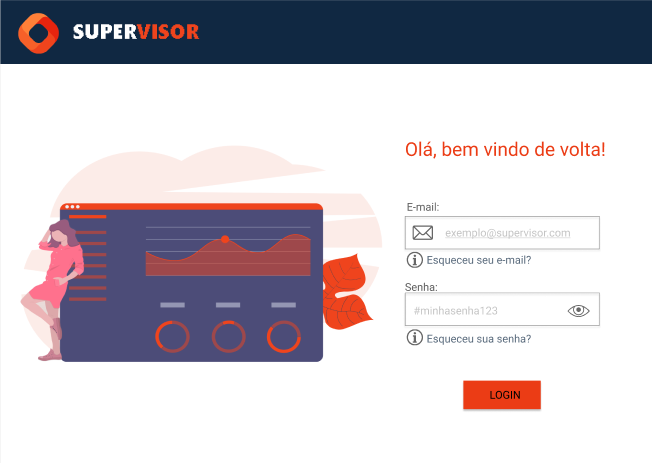 SUPERVISOR
Olá, bem vindo de volta!
E-mail:
exemplo@supervisor.com
Esqueceu seu e-mail?
Senha:
#minhasenha123
Esqueceu sua senha?
LOGIN